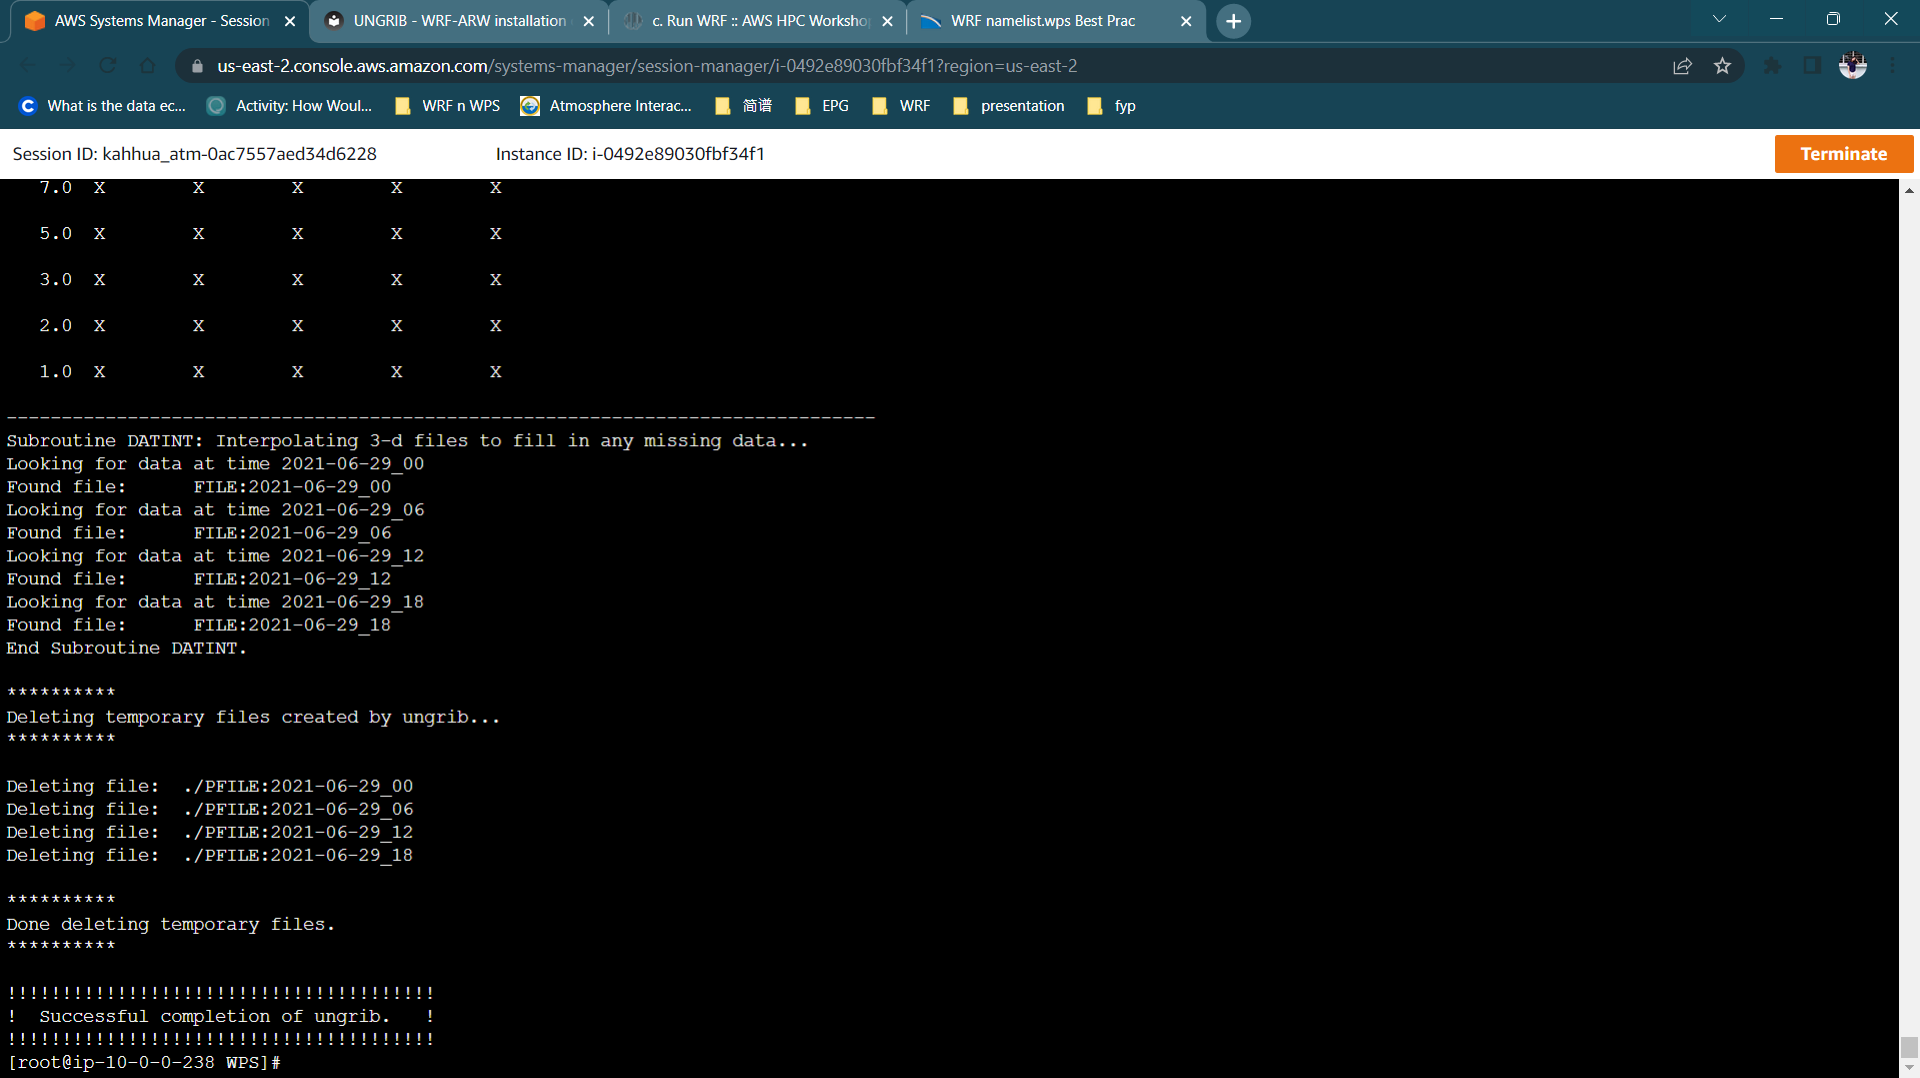 AWS Systems Manager - Session
UNGRIB - WRF-ARW installation
c. Run WRF :: AWS HPC Workshop
WRF namelist.wps Best Prac
us-east-2.console.aws.amazon.com/systems-manager/session-manager/i-0492e89030fbf34f1?region=us-east-2
What is the data ec... Activity: How Woul... WRF n WPS Atmosphere Interac... 简谱 EPG WRF presentation fyp
Session ID: kahhua_atm-0ac7557aed34d6228 Instance ID: i-0492e89030fbf34f1 Terminate
7.0 X X X X X
5.0 X X X X X
3.0 X X X X X
2.0 X X X X X
1.0 X X X X X
-------------------------------------------------------------------------------
Subroutine DATINT: Interpolating 3-d files to fill in any missing data...
Looking for data at time 2021-06-29_00
Found file: FILE:2021-06-29_00
Looking for data at time 2021-06-29_06
Found file: FILE:2021-06-29_06
Looking for data at time 2021-06-29_12
Found file: FILE:2021-06-29_12
Looking for data at time 2021-06-29_18
Found file: FILE:2021-06-29_18
End Subroutine DATINT.
**********
Deleting temporary files created by ungrib...
**********
Deleting file: ./PFILE:2021-06-29_00
Deleting file: ./PFILE:2021-06-29_06
Deleting file: ./PFILE:2021-06-29_12
Deleting file: ./PFILE:2021-06-29_18
**********
Done deleting temporary files.
**********
!!!!!!!!!!!!!!!!!!!!!!!!!!!!!!!!!!!!!!!
! Successful completion of ungrib. !
!!!!!!!!!!!!!!!!!!!!!!!!!!!!!!!!!!!!!!!
[root@ip-10-0-0-238 WPS]#